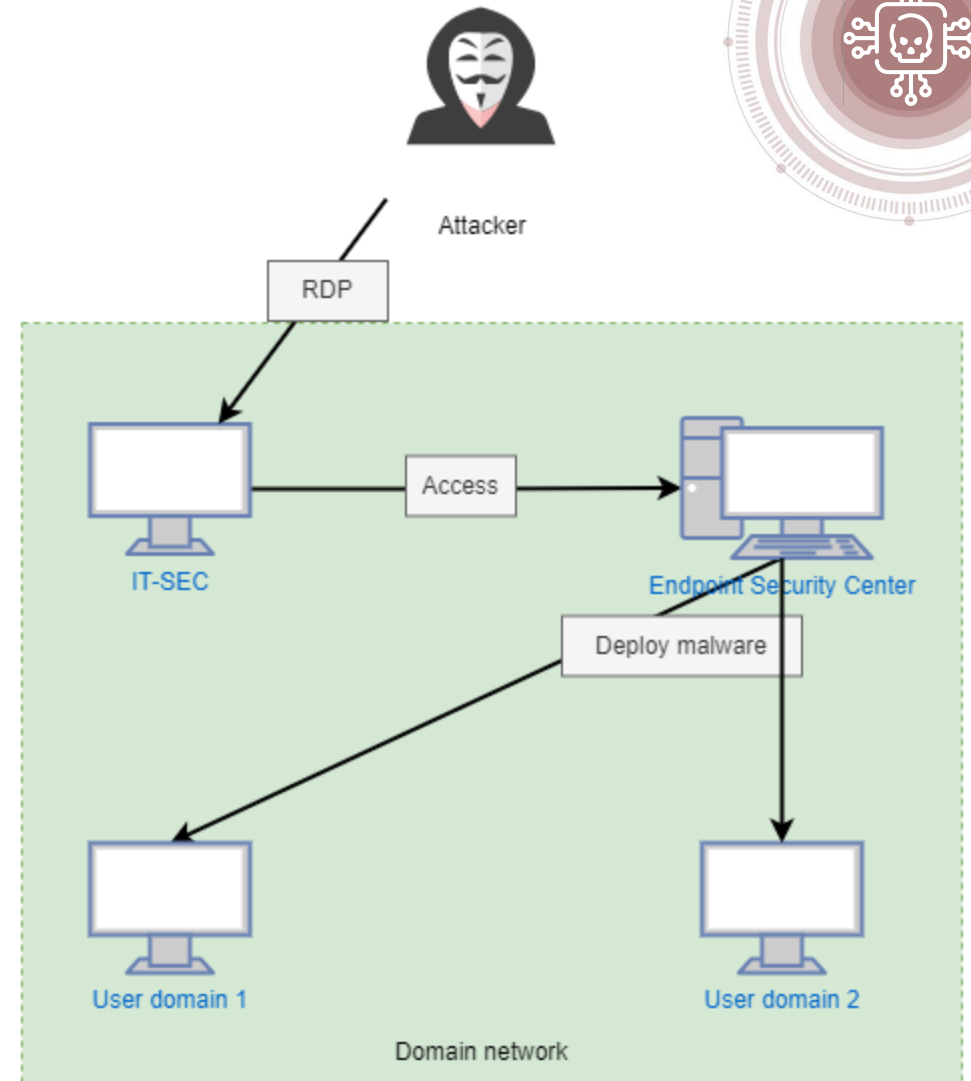 Attacker
RDP
Access
IT-SEC
Endpoint Security Center
Deploy malware
User domain 1
User domain 2
Domain network